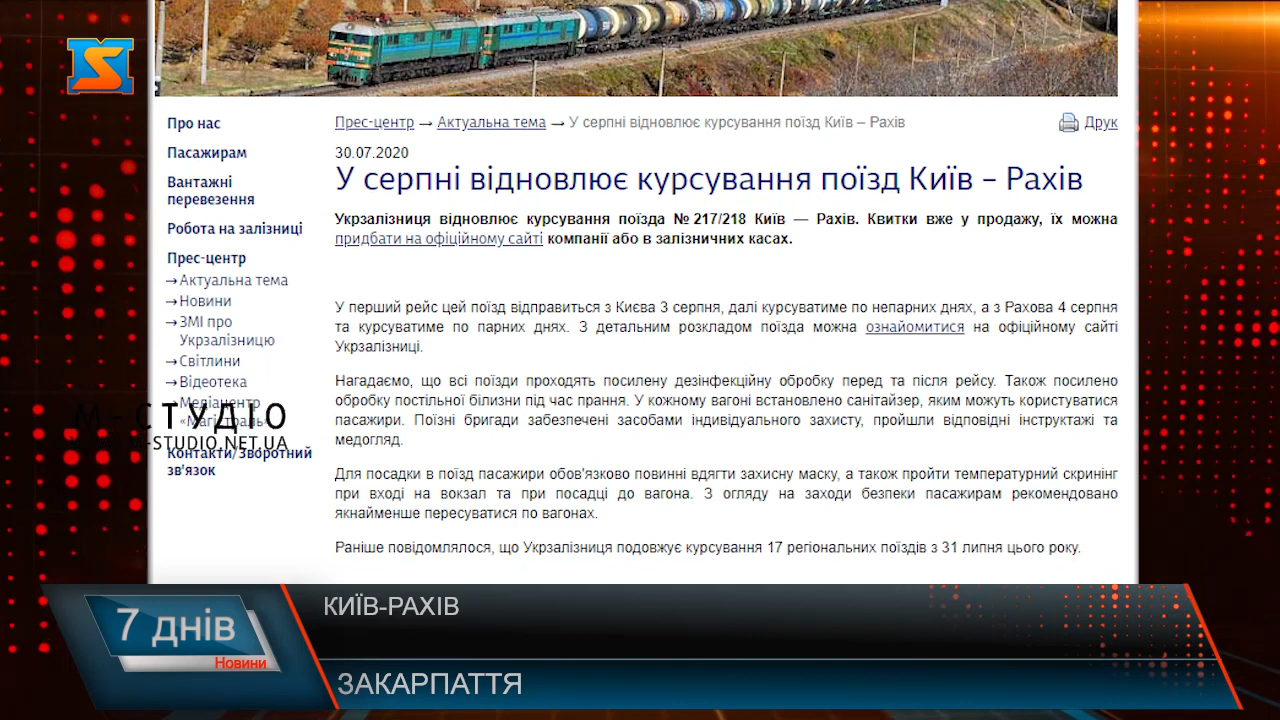 Про нас
Пасажирам
Вантажні
перевезення
Робота на залізниці
Прес-центр
→Актуальна тема
→Новини
→ЗМІ про
Укрзалізницю
→Світлини
→Відеотека
→Медіацентр
«Магістраль»
Контакти/Зворотний
зв'язок
М-СТУДІО
-STUDIO.NET.UA
Прес-центр → Актуальна тема → У серпні відновлює курсування поїзд Київ – Рахів
Друк
30.07.2020
У серпні відновлює курсування поїзд Київ – Рахів
Укрзалізниця відновлює курсування поїзда №217/218 Київ — Рахів. Квитки вже у продажу, їх можна
придбати на офіційному сайті компанії або в залізничних касах.
У перший рейс цей поїзд відправиться з Києва 3 серпня, далі курсуватиме по непарних днях, а з Рахова 4 серпня
та курсуватиме по парних днях. З детальним розкладом поїзда можна ознайомитися на офіційному сайті
Укрзалізниці.
Нагадаємо, що всі поїзди проходять посилену дезінфекційну обробку перед та після рейсу. Також посилено
обробку постільної білизни під час прання. У кожному вагоні встановлено санітайзер, яким можуть користуватися
пасажири. Поїзні бригади забезпечені засобами індивідуального захисту, пройшли відповідні інструктажі та
медогляд.
Для посадки в поїзд пасажири обов'язково повинні вдягти захисну маску, а також пройти температурний скринінг
при вході на вокзал та при посадці до вагона. З огляду на заходи безпеки пасажирам рекомендовано
якнайменше пересуватися по вагонах.
Раніше повідомлялося, що Укрзалізниця подовжує курсування 17 регіональних поїздів з 31 липня цього року.
7 днів
Новини
КИЇВ-РАХІВ
ЗАКАРПАТТЯ